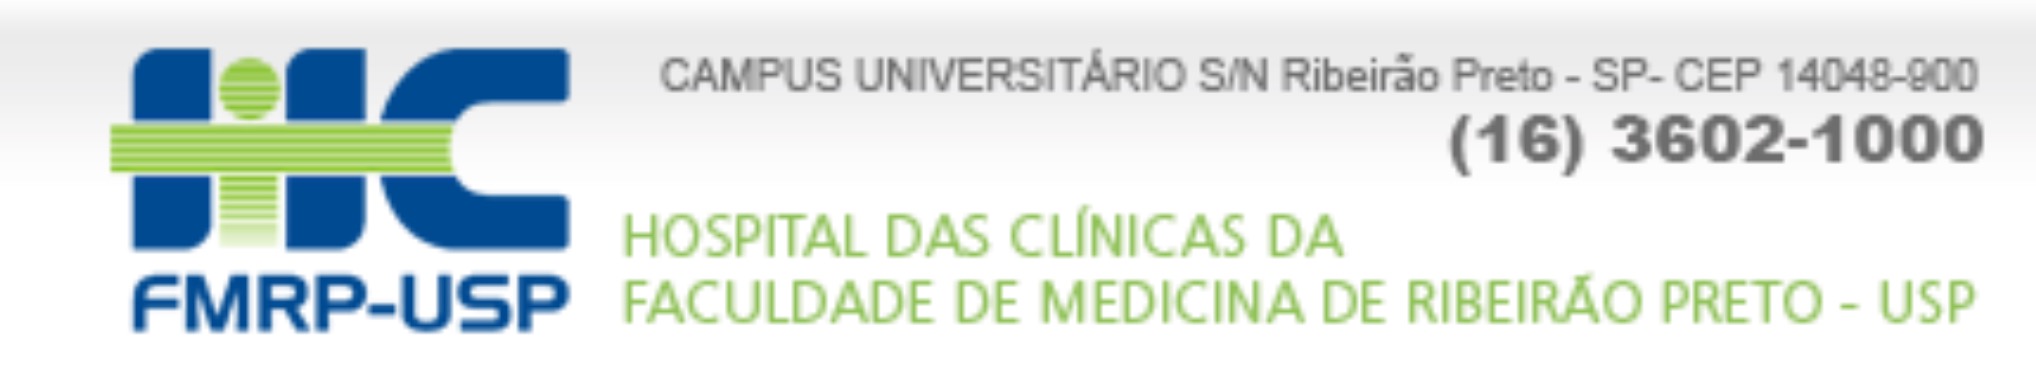 HC
FMRP-USP
CAMPUS UNIVERSITÁRIO S/N Ribeirão Preto - SP- CEP 14048-900
(16) 3602-1000
HOSPITAL DAS CLÍNICAS DA
FACULDADE DE MEDICINA DE RIBEIRÃO PRETO - USP